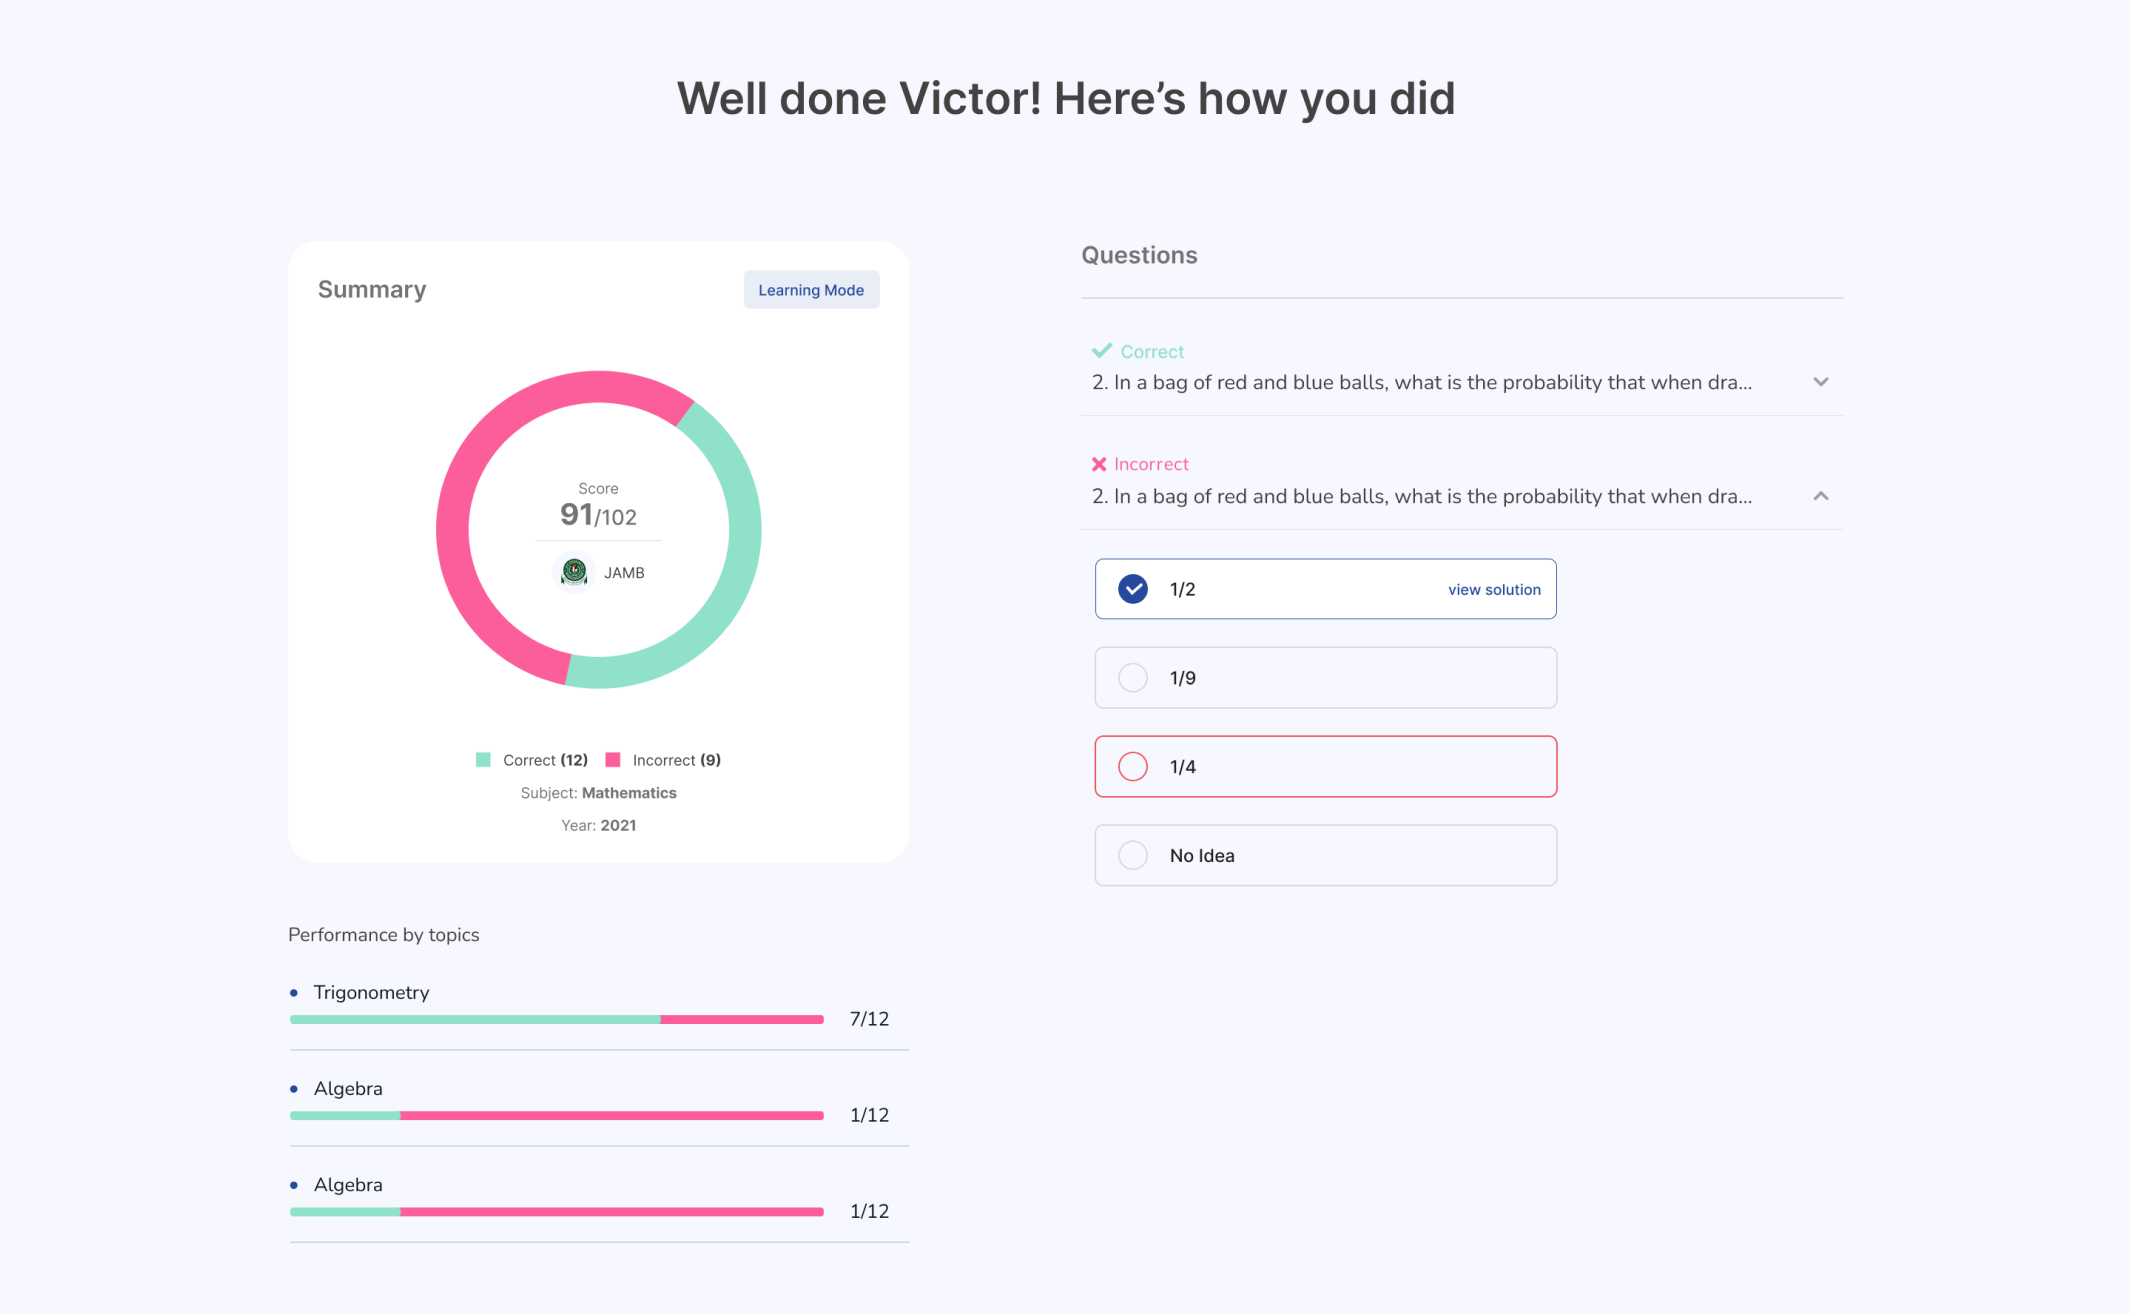 Well done Victor! Here’s how you did
Summary
Learning Mode
Score
91/102
JAMB
Correct (12) Incorrect (9)
Subject: Mathematics
Year: 2021
Performance by topics
Trigonometry
7/12
Algebra
1/12
Algebra
1/12
Questions
Correct
2. In a bag of red and blue balls, what is the probability that when dra...
Incorrect
2. In a bag of red and blue balls, what is the probability that when dra...
1/2 view solution
1/9
1/4
No Idea